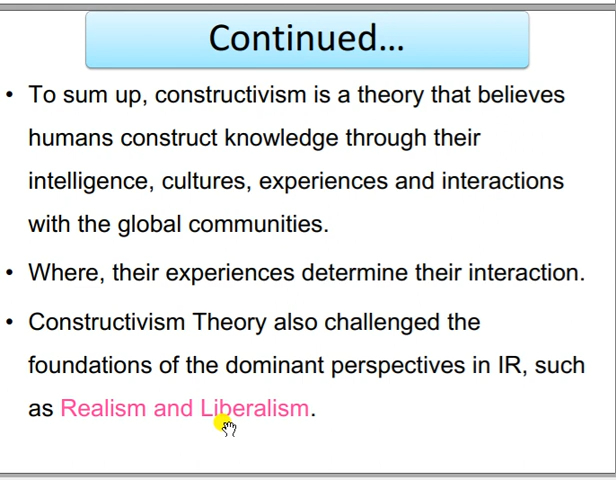 Continued...
• To sum up, constructivism is a theory that believes
humans construct knowledge through their
intelligence, cultures, experiences and interactions
with the global communities.
• Where, their experiences determine their interaction.
• Constructivism Theory also challenged the
foundations of the dominant perspectives in IR, such
as Realism and Liberalism.